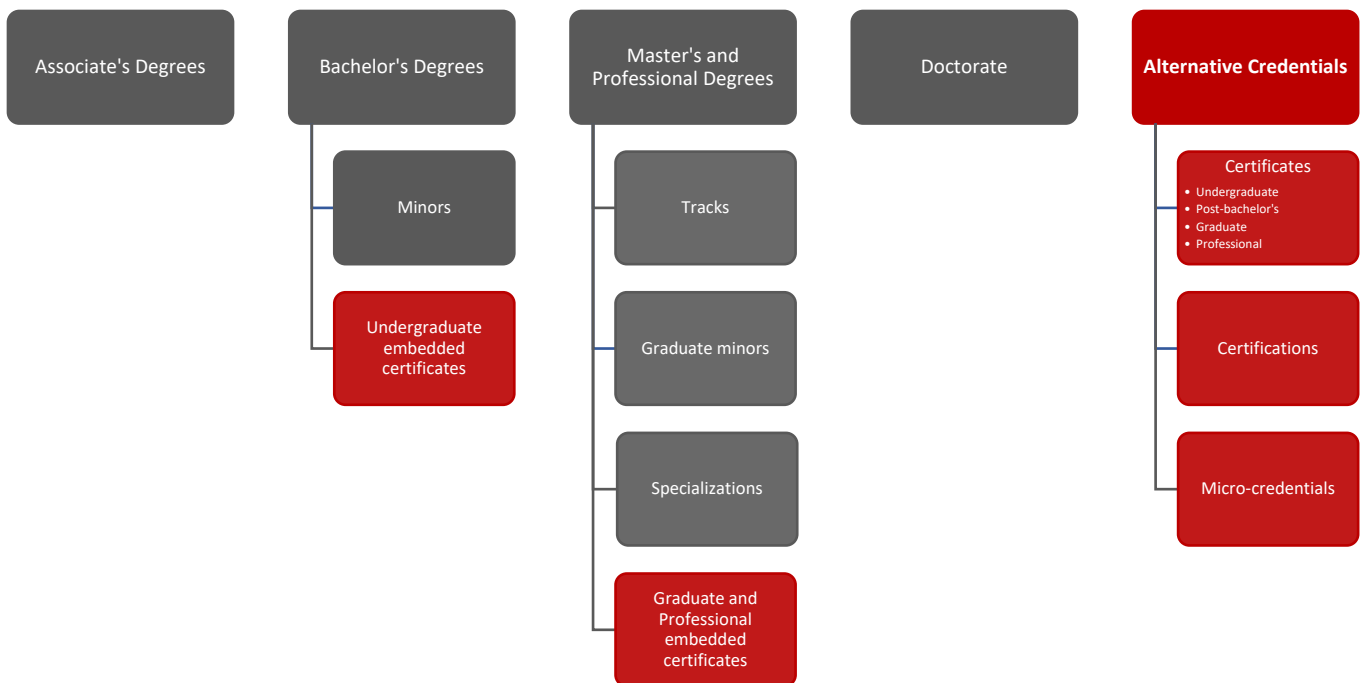 Associate's Degrees
Bachelor's Degrees
Minors
Undergraduate
embedded
certificates
Master's and
Professional Degrees
Tracks
Graduate minors
Specializations
Graduate and
Professional
embedded
certificates
Doctorate
Alternative Credentials
Certificates
• Undergraduate
• Post-bachelor's
• Graduate
• Professional
Certifications
Micro-credentials